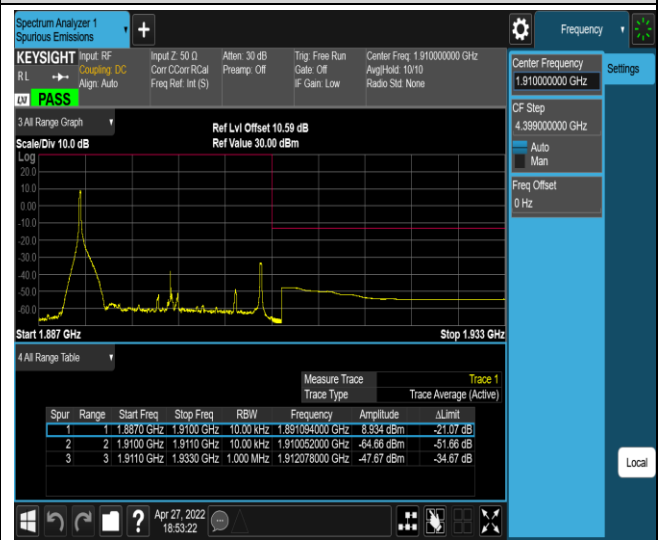 Spectrum Analyzer 1
Spurious Emissions
Frequency
KEYSIGHT Input: RF Input Z: 50 Ω Atten: 30 dB Trig: Free Run Center Freq: 1.910000000 GHz
RL Coupling: DC Corr CCorr RCal Preamp: Off Gate: Off Avg|Hold: 10/10
Align: Auto Freq Ref: Int (S) IF Gain: Low Radio Std: None
LXI PASS
Center Frequency
1.910000000 GHz
Settings
CF Step
4.399000000 GHz
Auto
Man
Freq Offset
0 Hz
3 All Range Graph
Ref Lvl Offset 10.59 dB
Scale/Div 10.0 dB Ref Value 30.00 dBm
Log
20.0
10.0
0.00
-10.0
-20.0
-30.0
-40.0
-50.0
-60.0
Start 1.887 GHz Stop 1.933 GHz
4 All Range Table
Measure Trace Trace 1
Trace Type Trace Average (Active)
Spur Range Start Freq Stop Freq RBW Frequency Amplitude ΔLimit
1 1 1.8870 GHz 1.9100 GHz 10.00 kHz 1.891094000 GHz 8.934 dBm -21.07 dB
2 2 1.9100 GHz 1.9110 GHz 10.00 kHz 1.910052000 GHz -64.66 dBm -51.66 dB
3 3 1.9110 GHz 1.9330 GHz 1.000 MHz 1.912078000 GHz -47.67 dBm -34.67 dB
Local
Apr 27, 2022
18:53:22